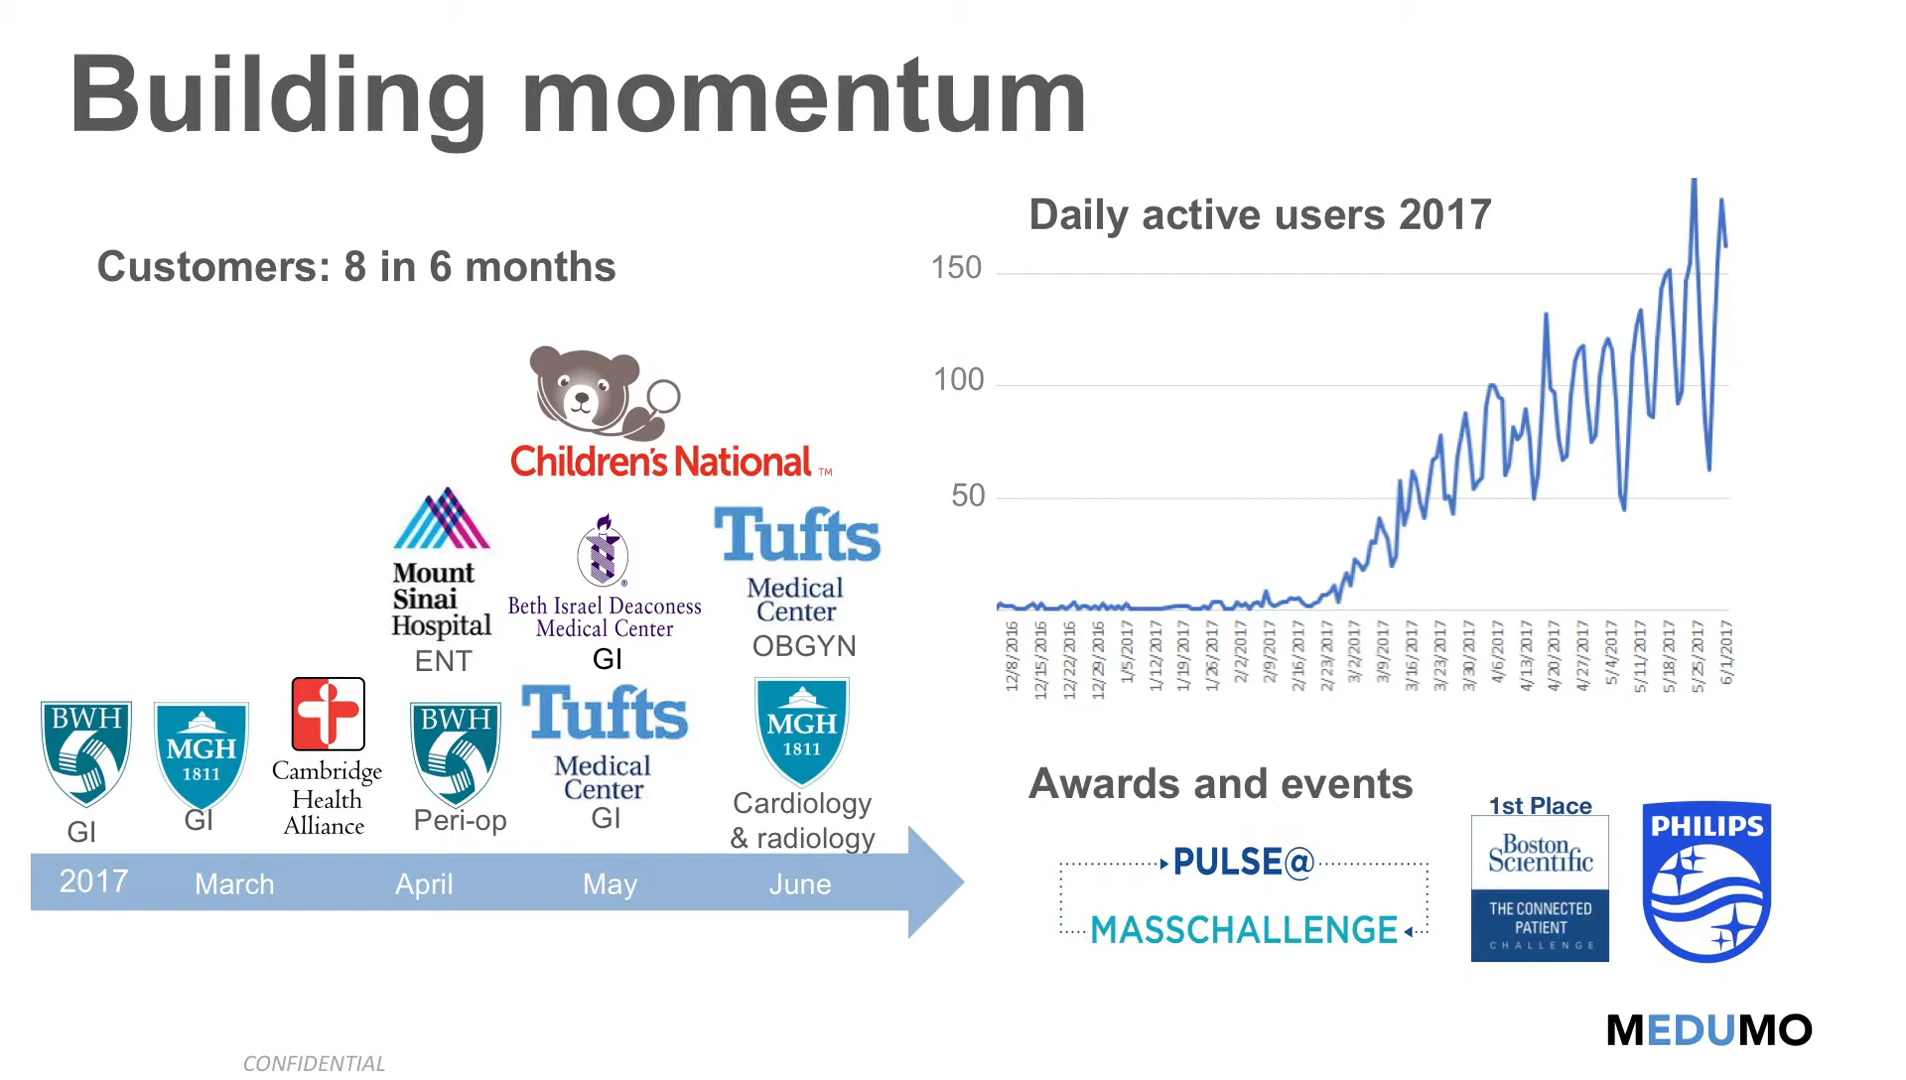 Building momentum
Customers: 8 in 6 months
Children's National ™
Mount
Sinai
Hospital
ENT
®
Beth Israel Deaconess
Medical Center
GI
Tufts
Medical
Center
OBGYN
BWH
GI
MGH
1811
GI
Cambridge
Health
Alliance
BWH
Peri-op
Tufts
Medical
Center
GI
MGH
1811
Cardiology
& radiology
2017 March April May June
Daily active users 2017
150
100
50
12/8/2016
12/15/2016
12/22/2016
12/29/2016
1/5/2017
1/12/2017
1/19/2017
1/26/2017
2/2/2017
2/9/2017
2/16/2017
2/23/2017
3/2/2017
3/9/2017
3/16/2017
3/23/2017
3/30/2017
4/6/2017
4/13/2017
4/20/2017
4/27/2017
5/4/2017
5/11/2017
5/18/2017
5/25/2017
6/1/2017
Awards and events
PULSE@
MASSCHALLENGE
1st Place
Boston
Scientific
THE CONNECTED
PATIENT
CHALLENGE
PHILIPS
MEDUMO
CONFIDENTIAL